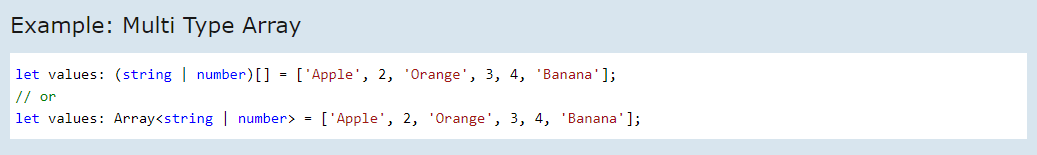 Example: Multi Type Array
let values: (string | number)[] = ['Apple', 2, 'Orange', 3, 4, 'Banana'];
// or
let values: Array<string | number> = ['Apple', 2, 'Orange', 3, 4, 'Banana'];